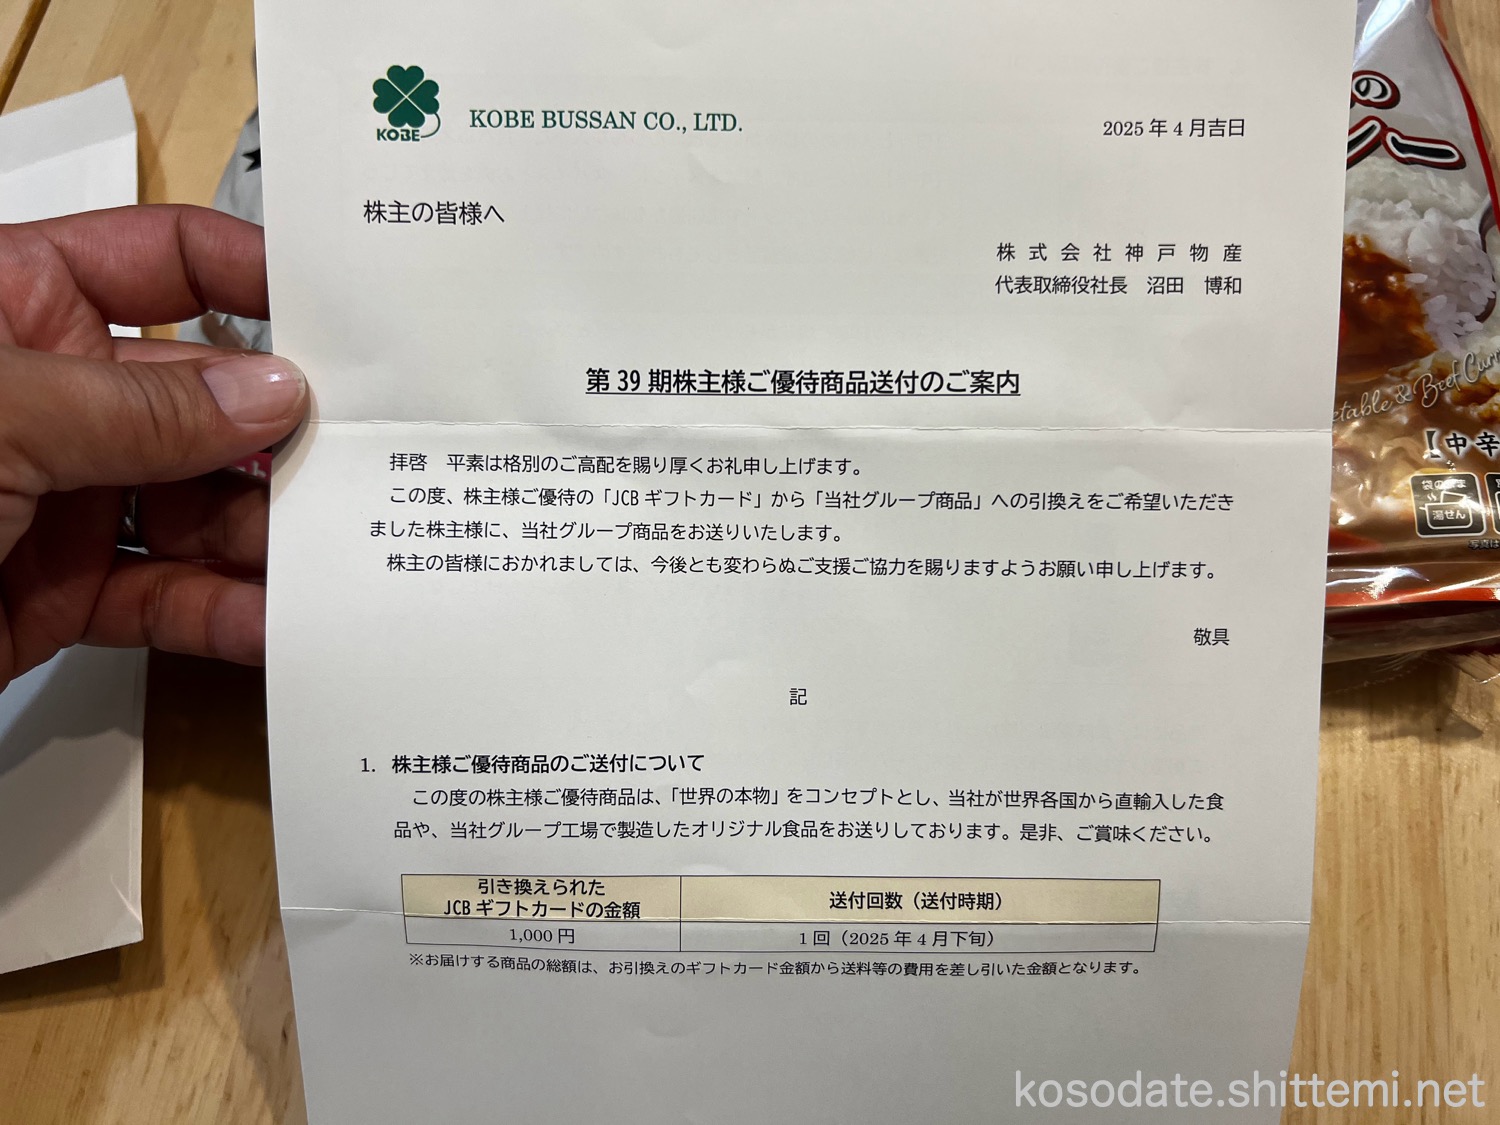 KOBE
KOBE BUSSAN CO., LTD.
2025年4月吉日
株主の皆様へ
株式会社神戸物産
代表取締役社長　沼田　博和
第39期株主様ご優待商品送付のご案内
拝啓　平素は格別のご高配を賜り厚くお礼申し上げます。
この度、株主様ご優待の「JCBギフトカード」から「当社グループ商品」への引換えをご希望いただき
ました株主様に、当社グループ商品をお送りいたします。
株主の皆様におかれましては、今後とも変わらぬご支援ご協力を賜りますようお願い申し上げます。
敬具
記
1. 株主様ご優待商品のご送付について
この度の株主様ご優待商品は、「世界の本物」をコンセプトとし、当社が世界各国から直輸入した食
品や、当社グループ工場で製造したオリジナル食品をお送りしております。是非、ご賞味ください。
引き換えられた
JCBギフトカードの金額
送付回数（送付時期）
1,000円
1回（2025年4月下旬）
※お届けする商品の総額は、お引換えのギフトカード金額から送料等の費用を差し引いた金額となります。
の
& Beef
【中辛
湯せん
kosodate.shittemi.net